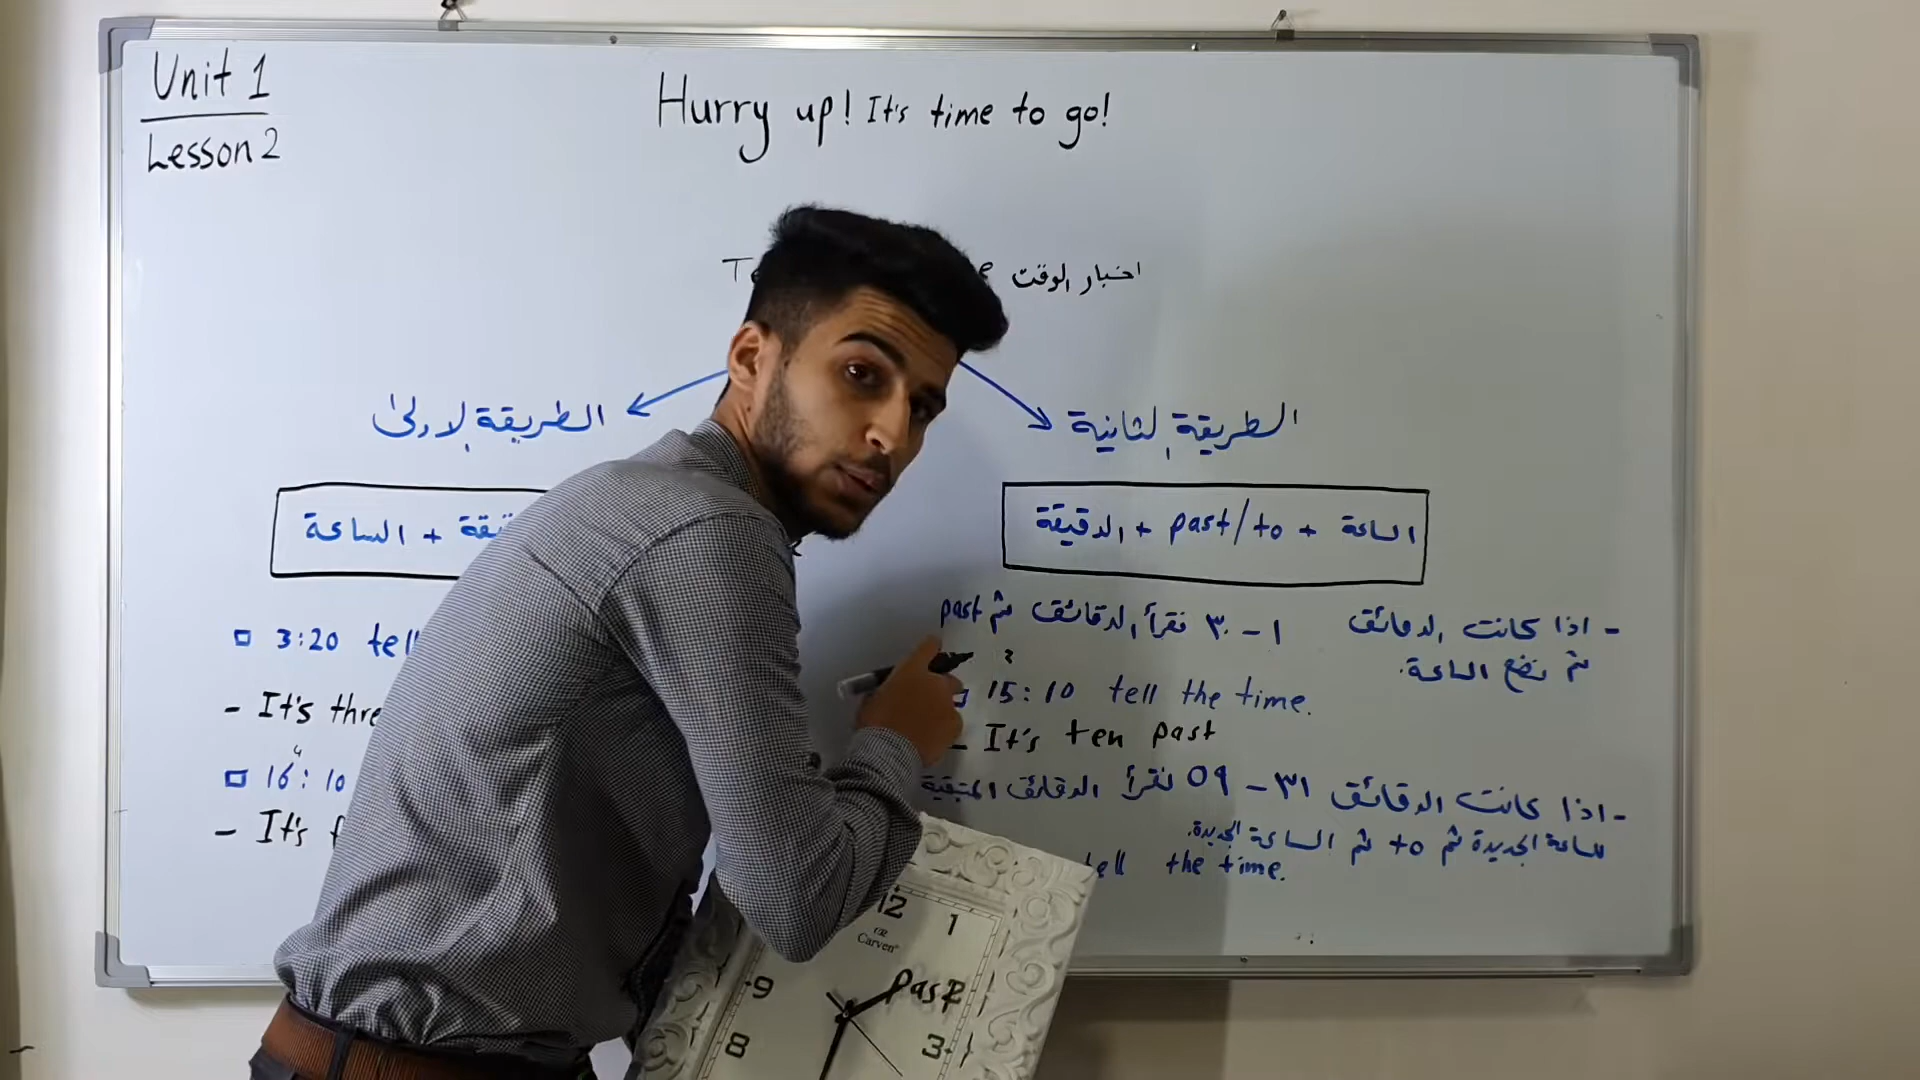 Unit 1
Lesson 2
Hurry up! It's time to go!
اخبار الوقت
الطريقة الاولى
الطريقة الثانية
الساعة +
الدقيقة + past/to + الساعة
- اذا كانت الدقائق ١ - ٣٠ نقرأ الدقائق ثم past
ثم نضع الساعة.
3:20 tell
- It's thre
16:10
- It's f
3
15:10 tell the time.
- It's ten past
- اذا كانت الدقائق ٣١ - ٥٩ نقرأ الدقائق المتبقية
للساعة الجديدة ثم to ثم الساعة الجديدة.
tell the time.
12
1
Carven
past
2
9
3
8